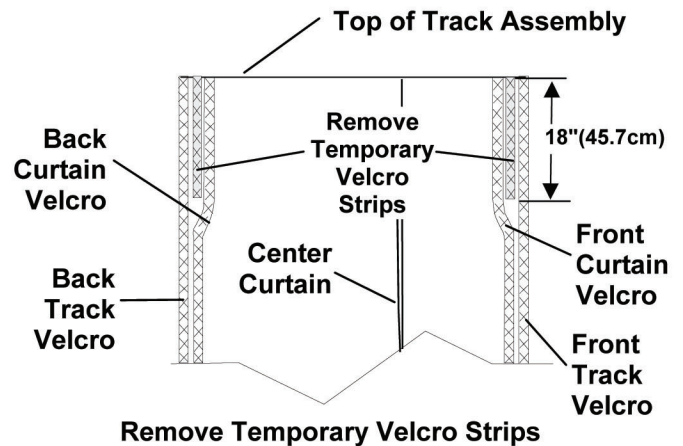 Top of Track Assembly
Back
Curtain
Velcro
Remove
Temporary
Velcro
Strips
18"(45.7cm)
Center
Curtain
Front
Curtain
Velcro
Back
Track
Velcro
Front
Track
Velcro
Remove Temporary Velcro Strips